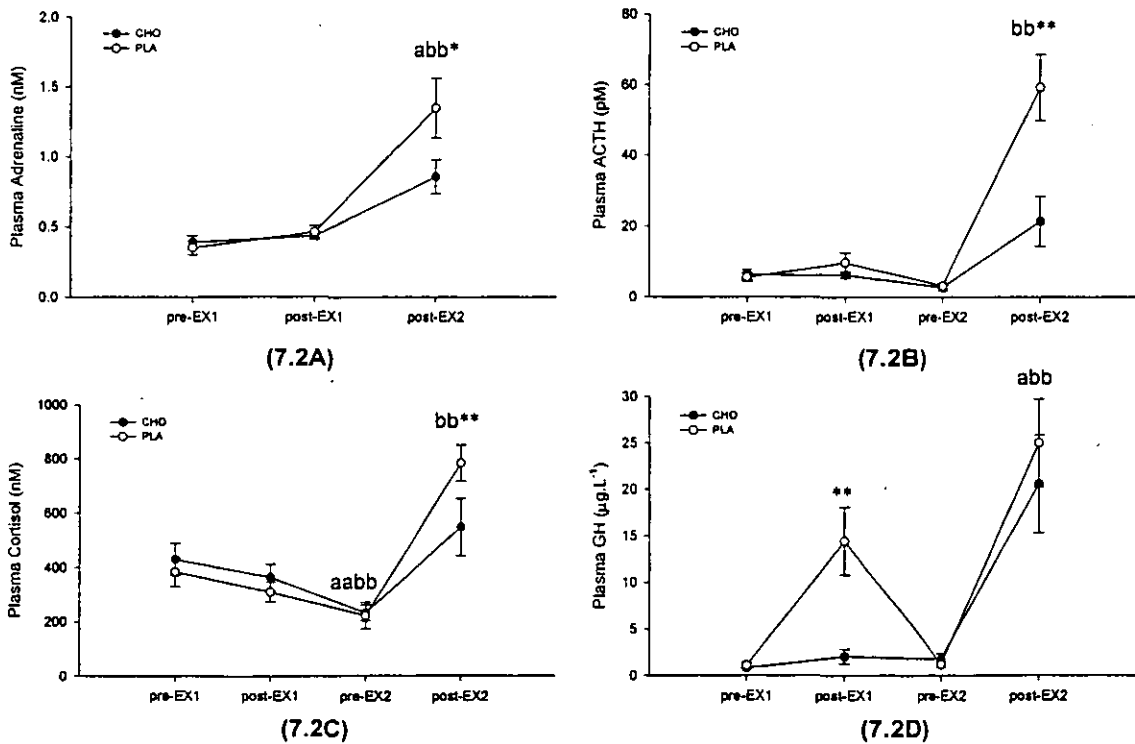 2.0
1.5
1.0
0.5
0.0
Plasma Adrenaline (nM)
CHO
PLA
abb*
pre-EX1 post-EX1 post-EX2
(7.2A)
80
60
40
20
0
Plasma ACTH (pM)
CHO
PLA
bb**
pre-EX1 post-EX1 pre-EX2 post-EX2
(7.2B)
1000
800
600
400
200
0
Plasma Cortisol (nM)
CHO
PLA
aabb
bb**
pre-EX1 post-EX1 pre-EX2 post-EX2
(7.2C)
30
25
20
15
10
5
0
Plasma GH (µg.L⁻¹)
CHO
PLA
**
abb
pre-EX1 post-EX1 pre-EX2 post-EX2
(7.2D)